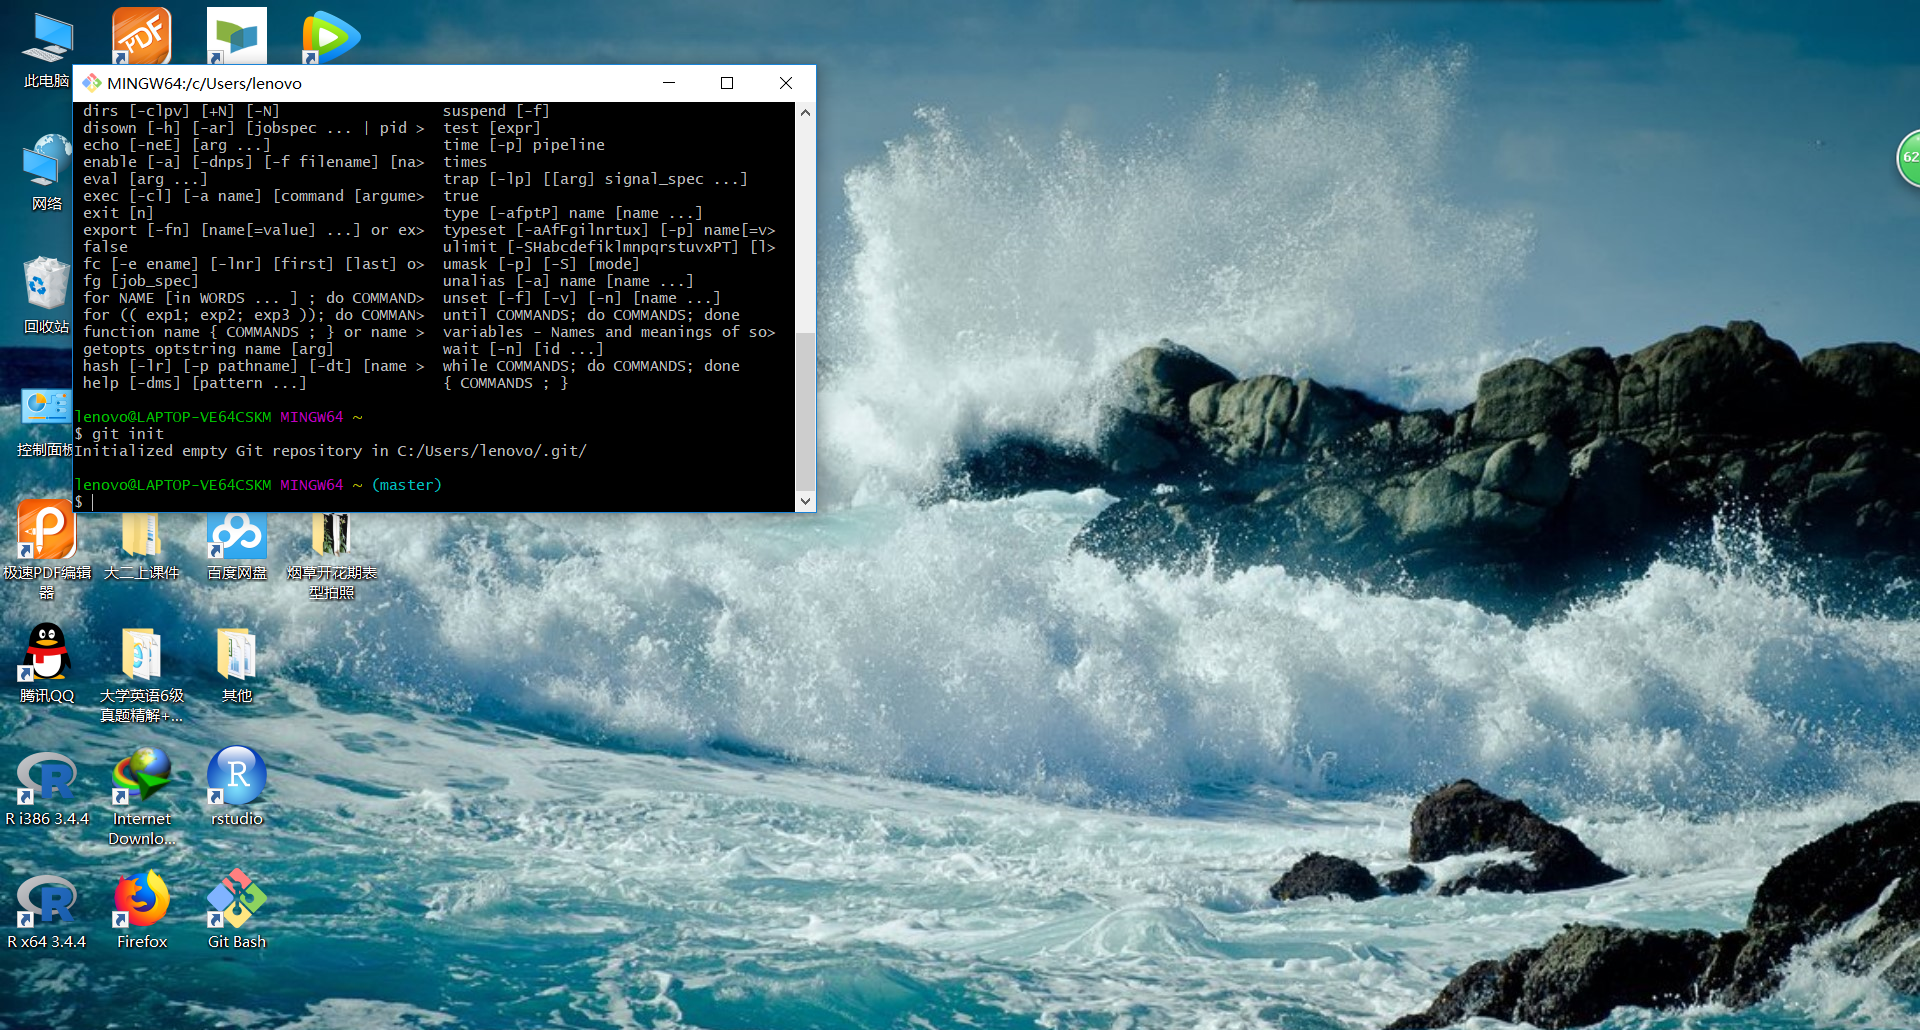 此电脑
PDF
MINGW64:/c/Users/lenovo
dirs [-clpv] [+N] [-N] suspend [-f]
disown [-h] [-ar] [jobspec ... | pid > test [expr]
echo [-neE] [arg ...] time [-p] pipeline
enable [-a] [-dnps] [-f filename] [na> times
eval [arg ...] trap [-lp] [[arg] signal_spec ...]
exec [-cl] [-a name] [command [argume> true
exit [n] type [-afptP] name [name ...]
export [-fn] [name[=value] ...] or ex> typeset [-aAfFgilnrtux] [-p] name[=v>
false ulimit [-SHabcdefiklmnpqrstuvxPT] [l>
fc [-e ename] [-lnr] [first] [last] o> umask [-p] [-S] [mode]
fg [job_spec] unalias [-a] name [name ...]
for NAME [in WORDS ... ] ; do COMMAND> unset [-f] [-v] [-n] [name ...]
for (( exp1; exp2; exp3 )); do COMMAN> until COMMANDS; do COMMANDS; done
function name { COMMANDS ; } or name > variables - Names and meanings of so>
getopts optstring name [arg] wait [-n] [id ...]
hash [-lr] [-p pathname] [-dt] [name > while COMMANDS; do COMMANDS; done
help [-dms] [pattern ...] { COMMANDS ; }
lenovo@LAPTOP-VE64CSKM MINGW64 ~
$ git init
Initialized empty Git repository in C:/Users/lenovo/.git/
lenovo@LAPTOP-VE64CSKM MINGW64 ~ (master)
$
62
网络
回收站
控制面板
极速PDF编辑
器
大二上课件
百度网盘
烟草开花期表
型拍照
腾讯QQ
大学英语6级
真题精解+...
其他
R i386 3.4.4
Internet
Downlo...
R
rstudio
R x64 3.4.4
Firefox
Git Bash